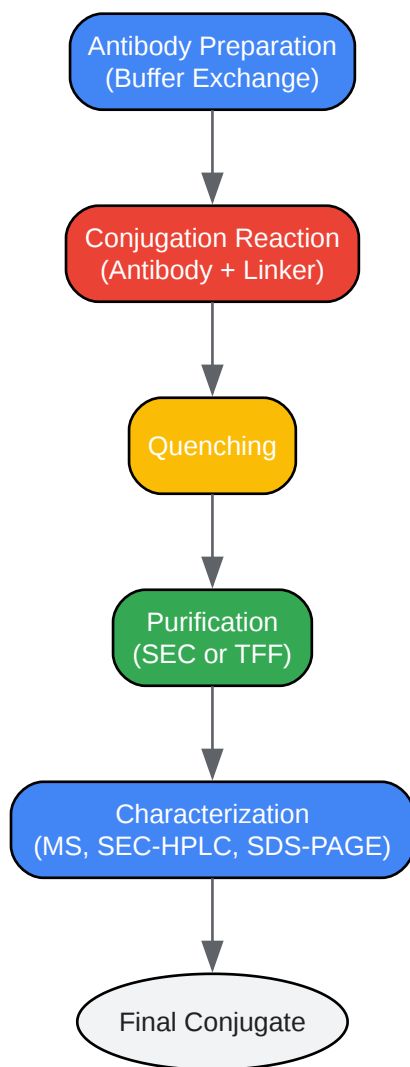 Antibody Preparation
(Buffer Exchange)
Conjugation Reaction
(Antibody + Linker)
Quenching
Purification
(SEC or TFF)
Characterization
(MS, SEC-HPLC, SDS-PAGE)
Final Conjugate